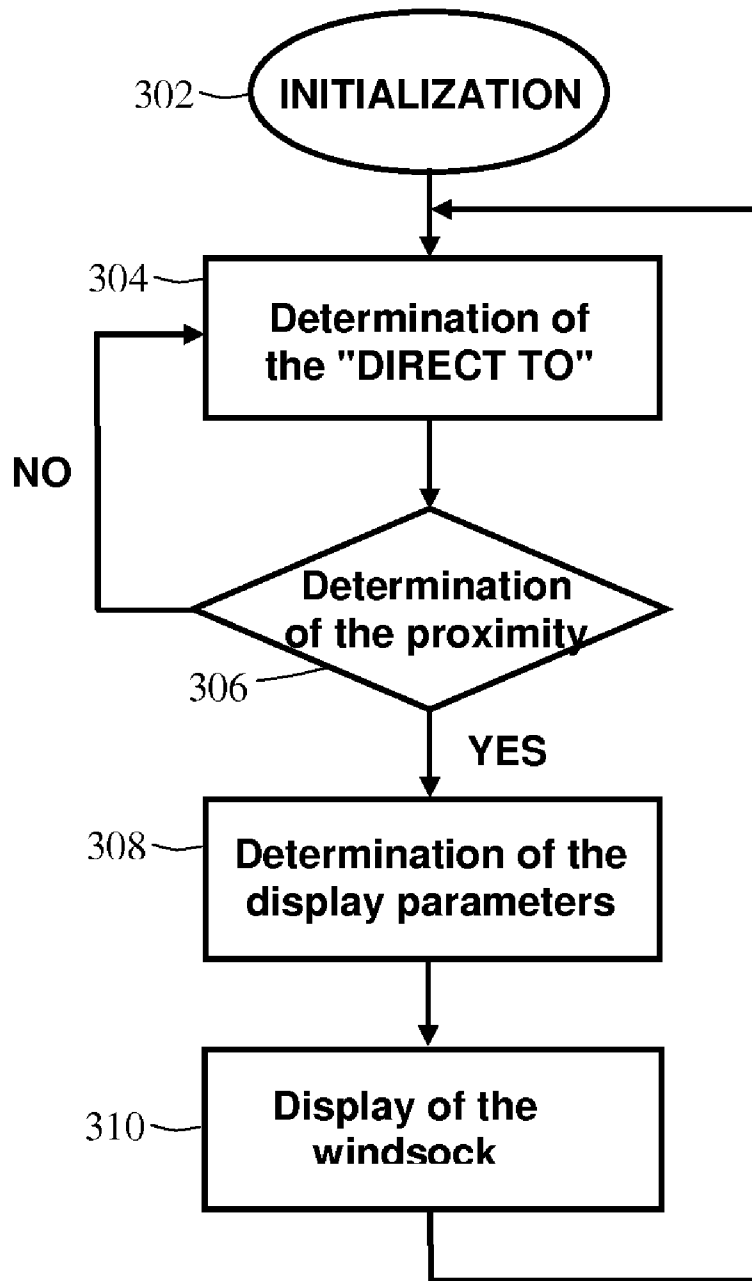 302
INITIALIZATION
304
Determination of
the "DIRECT TO"
NO
Determination
of the proximity
306
YES
308
Determination of the
display parameters
310
Display of the
windsock